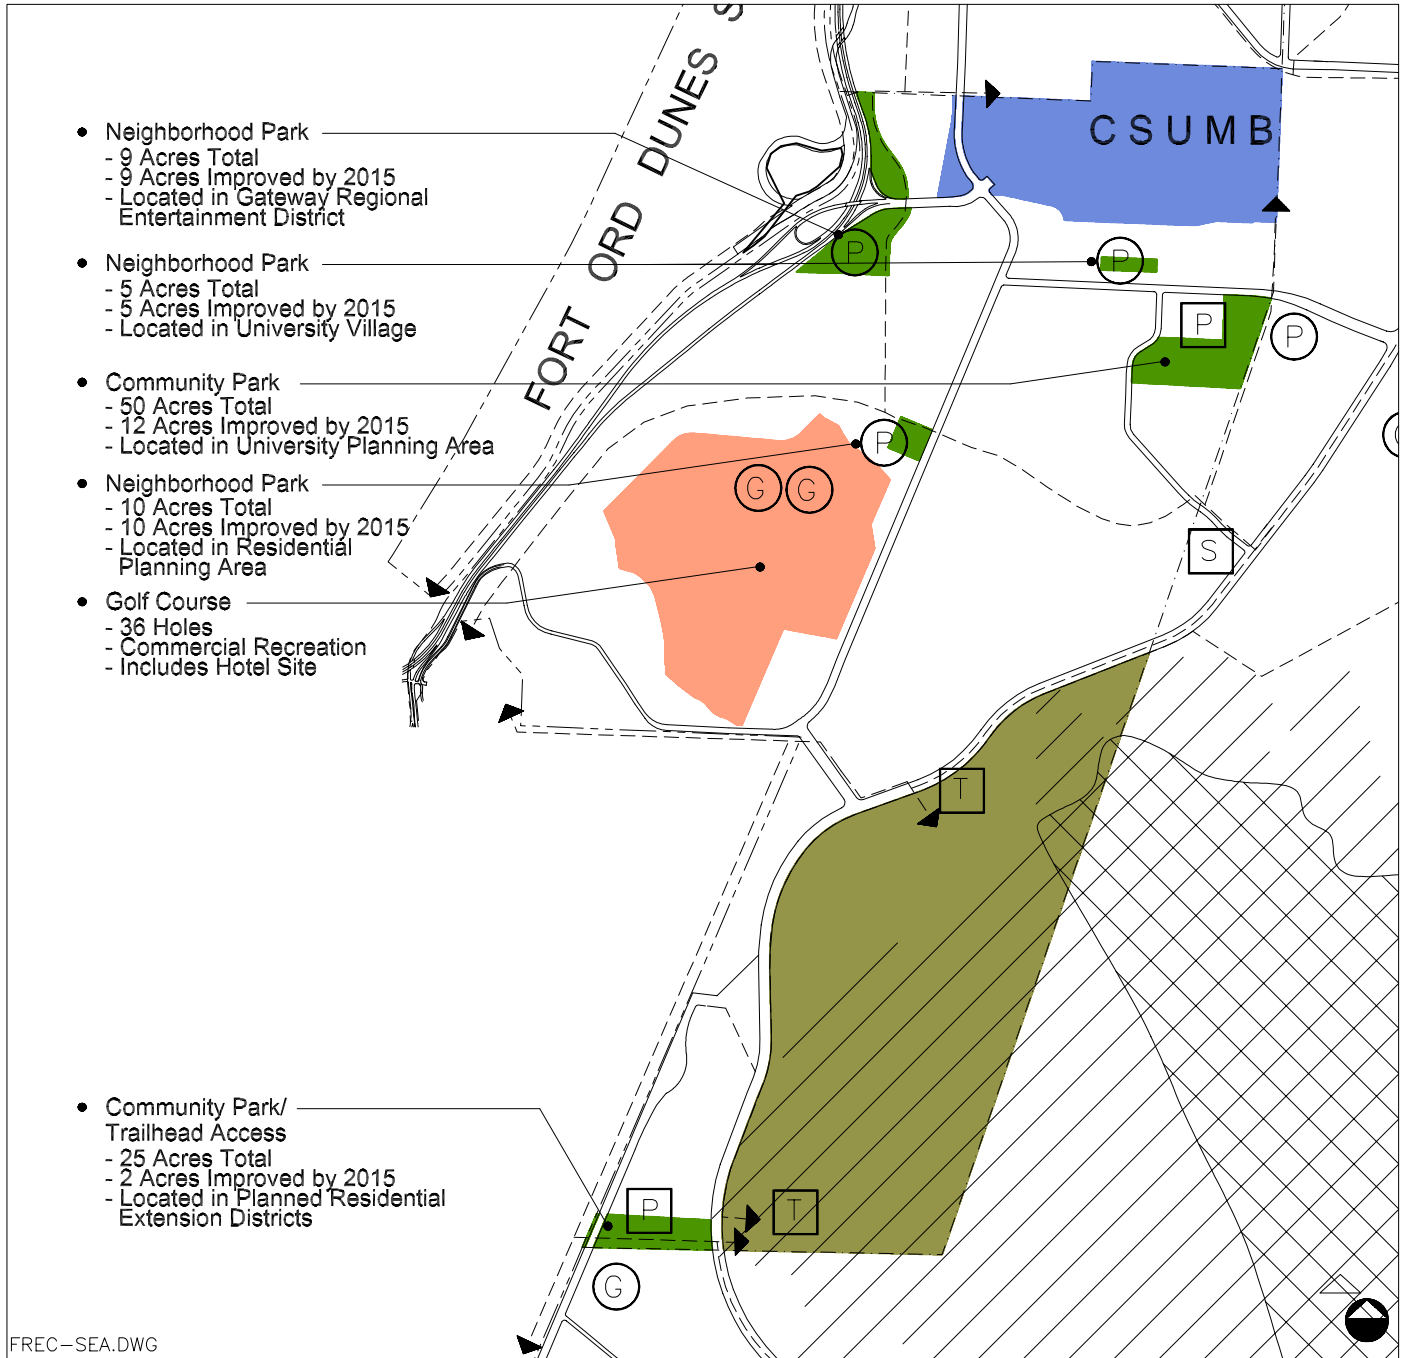 FORT ORD DUNES S
CSUMB
• Neighborhood Park
- 9 Acres Total
- 9 Acres Improved by 2015
- Located in Gateway Regional
Entertainment District
• Neighborhood Park
- 5 Acres Total
- 5 Acres Improved by 2015
- Located in University Village
• Community Park
- 50 Acres Total
- 12 Acres Improved by 2015
- Located in University Planning Area
• Neighborhood Park
- 10 Acres Total
- 10 Acres Improved by 2015
- Located in Residential
Planning Area
• Golf Course
- 36 Holes
- Commercial Recreation
- Includes Hotel Site
• Community Park/
Trailhead Access
- 25 Acres Total
- 2 Acres Improved by 2015
- Located in Planned Residential
Extension Districts
P
P
P
P
P
G G
S
T
P
T
G
FREC-SEA.DWG